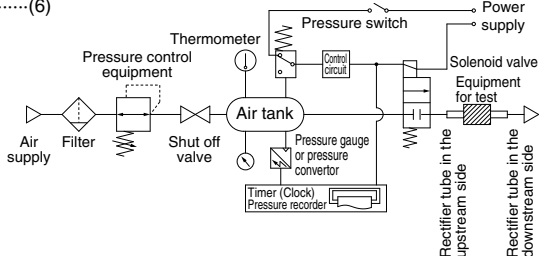 ......(6)
Power
supply
Pressure switch
Thermometer
Pressure control
equipment
Control
circuit
Solenoid valve
Equipment
for test
Air tank
Air
supply
Filter
Shut off
valve
Pressure gauge
or pressure
convertor
Timer (Clock)
Pressure recorder
Rectifier tube in the
upstream side
Rectifier tube in the
downstream side